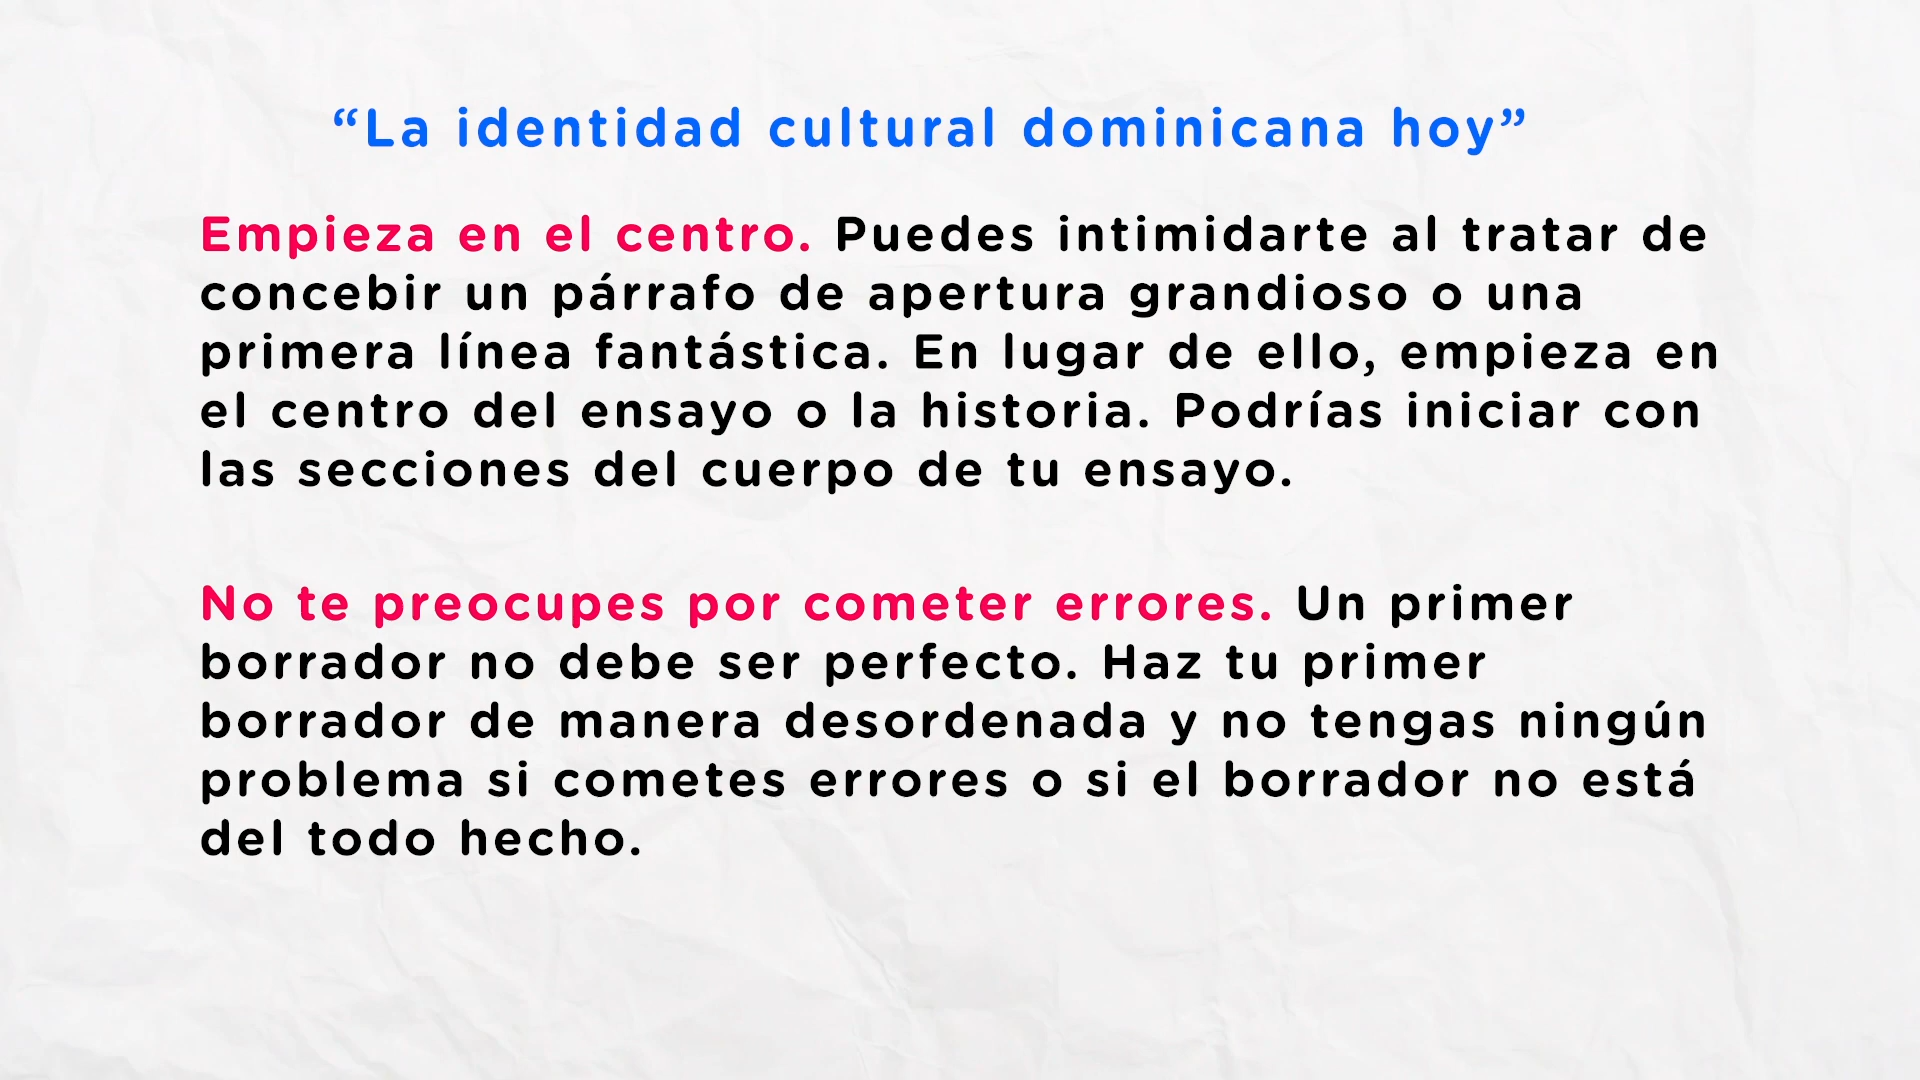 “La identidad cultural dominicana hoy”
Empieza en el centro. Puedes intimidarte al tratar de
concebir un párrafo de apertura grandioso o una
primera línea fantástica. En lugar de ello, empieza en
el centro del ensayo o la historia. Podrías iniciar con
las secciones del cuerpo de tu ensayo.
No te preocupes por cometer errores. Un primer
borrador no debe ser perfecto. Haz tu primer
borrador de manera desordenada y no tengas ningún
problema si cometes errores o si el borrador no está
del todo hecho.